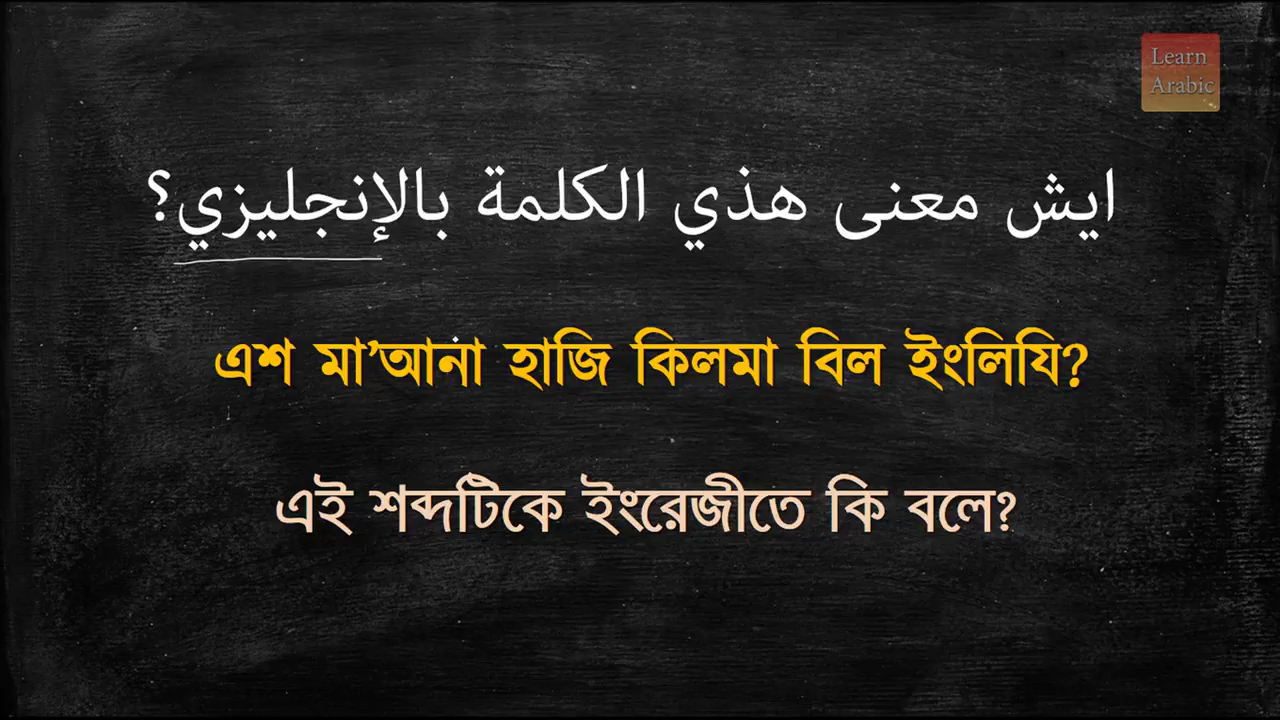 Learn
Arabic
ايش معنى هذي الكلمة بالإنجليزي؟
এশ মা’আনা হাজি কিলমা বিল ইংলিযি?
এই শব্দটিকে ইংরেজীতে কি বলে?